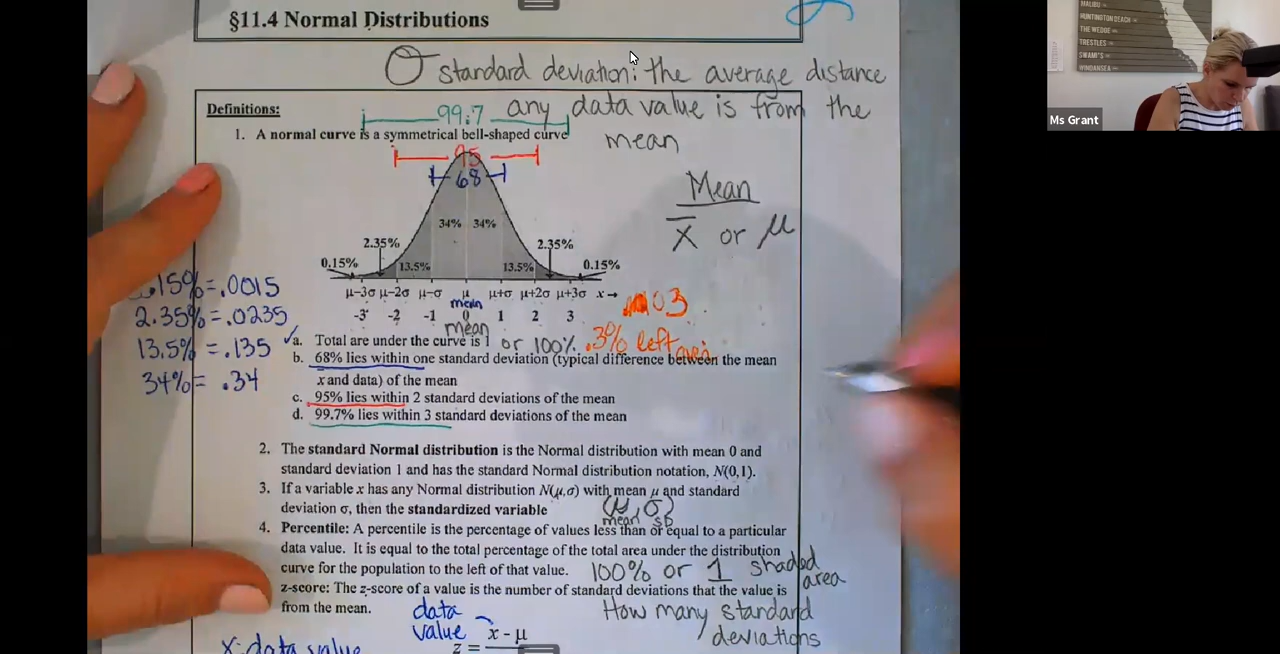 §11.4 Normal Distributions
σ standard deviation: the average distance
any data value is from the
mean
Definitions:
99.7
1. A normal curve is a symmetrical bell-shaped curve
95
68
Mean
x̄ or μ
34% 34%
2.35% 2.35%
0.15% 13.5% 13.5% 0.15%
μ−3σ μ−2σ μ−σ μ μ+σ μ+2σ μ+3σ x→
mean
-3 -2 -1 0 1 2 3
mean
.15% = .0015
2.35% = .0235
13.5% = .135
34% = .34
03
a. Total are under the curve is 1 or 100% .3% left
b. 68% lies within one standard deviation (typical difference between the mean
x and data) of the mean
c. 95% lies within 2 standard deviations of the mean
d. 99.7% lies within 3 standard deviations of the mean
2. The standard Normal distribution is the Normal distribution with mean 0 and
standard deviation 1 and has the standard Normal distribution notation, N(0,1).
3. If a variable x has any Normal distribution N(μ,σ) with mean μ and standard
deviation σ, then the standardized variable
(μ, σ)
mean SD
4. Percentile: A percentile is the percentage of values less than or equal to a particular
data value. It is equal to the total percentage of the total area under the distribution
curve for the population to the left of that value.
100% or 1 shaded
area
z-score: The z-score of a value is the number of standard deviations that the value is
from the mean.
How many standard
deviations
data
value
z = x - μ
x: data value
MALIBU
HUNTINGTON BEACH
THE WEDGE
TRESTLES
SWAMI'S
WINDANSEA
Ms Grant